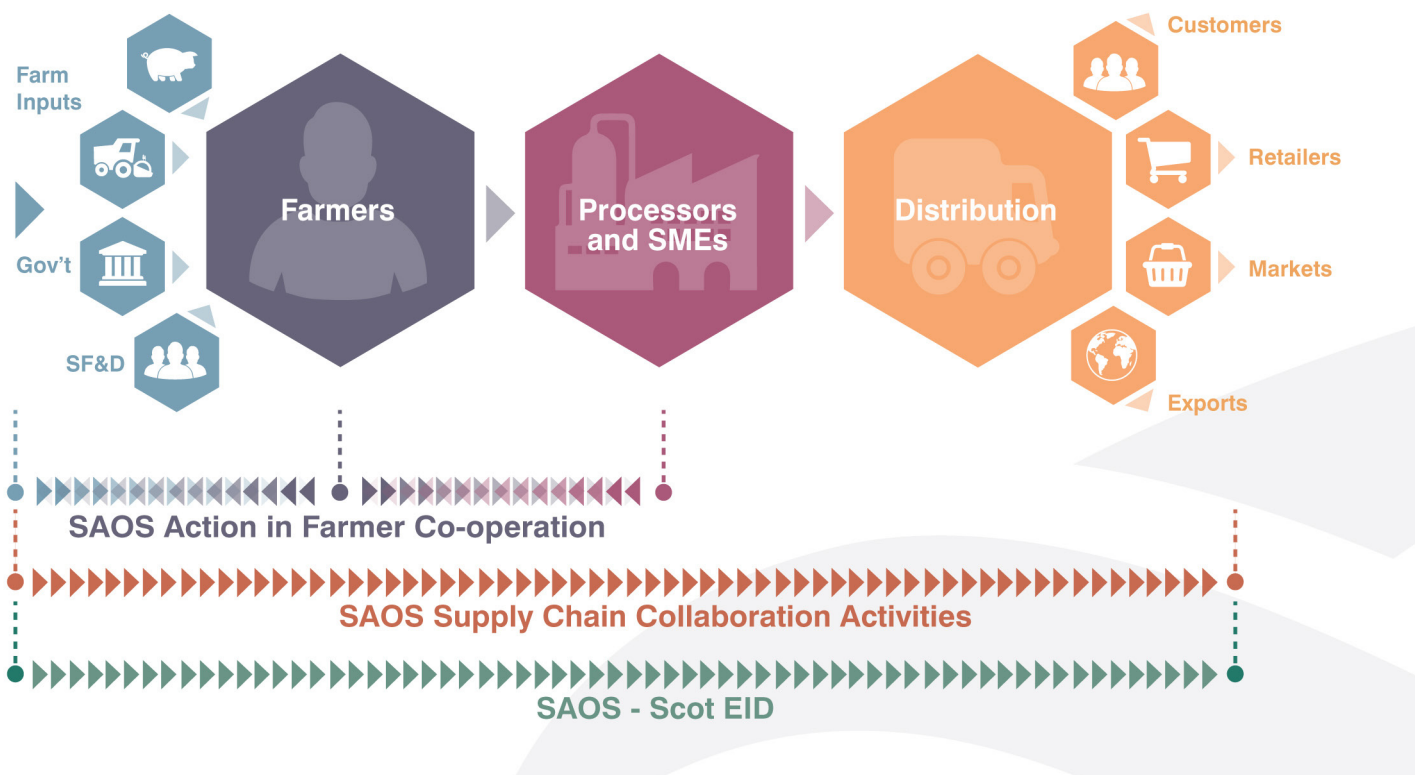 Farm
Inputs
Gov't
SF&D
Farmers
Processors
and SMEs
Distribution
Customers
Retailers
Markets
Exports
SAOS Action in Farmer Co-operation
SAOS Supply Chain Collaboration Activities
SAOS - Scot EID